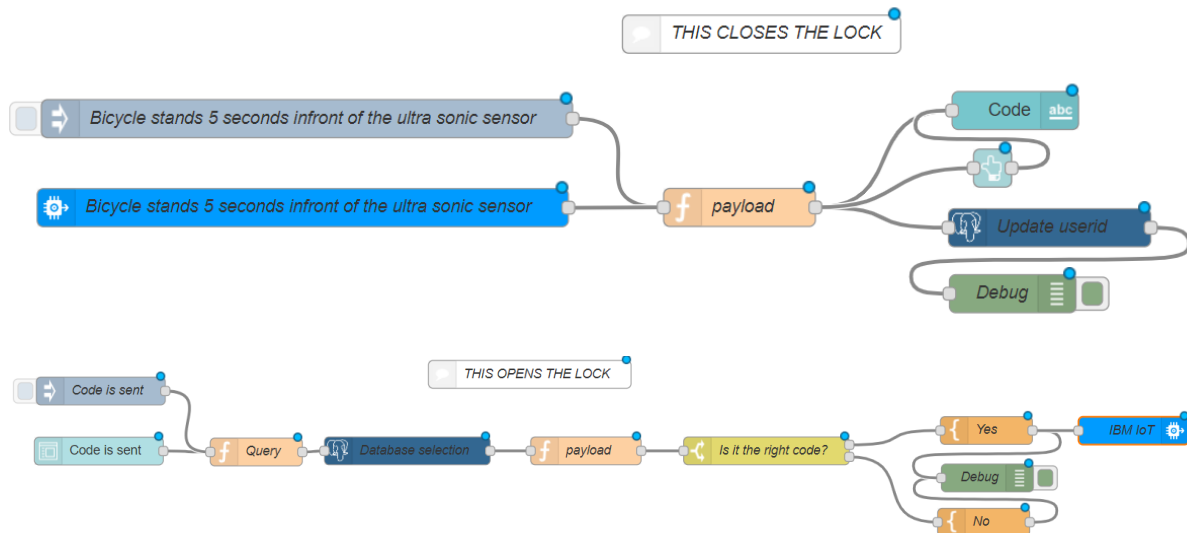 THIS CLOSES THE LOCK
Bicycle stands 5 seconds infront of the ultra sonic sensor
Code
abc
Bicycle stands 5 seconds infront of the ultra sonic sensor
f
payload
Update userid
Debug
THIS OPENS THE LOCK
Code is sent
Code is sent
f
Query
Database selection
f
payload
Is it the right code?
{
Yes
IBM IoT
Debug
{
No